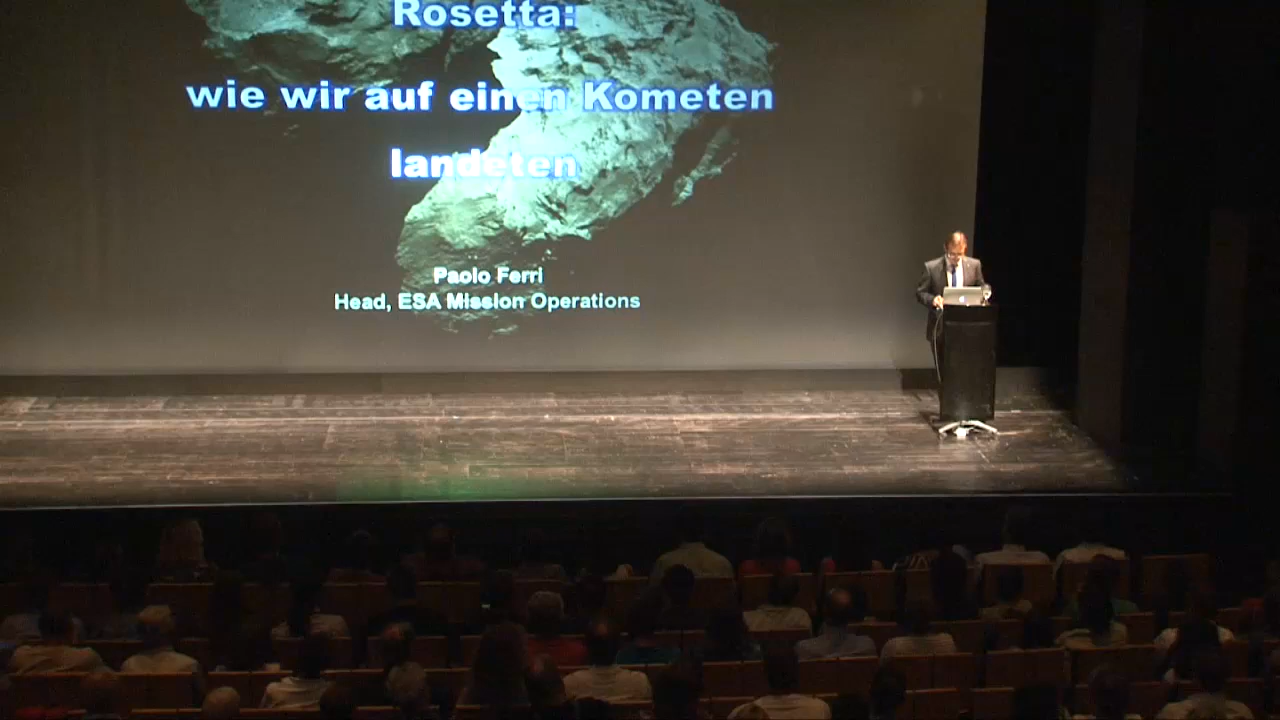 Rosetta:
wie wir auf einen Kometen
landeten
Paolo Ferri
Head, ESA Mission Operations